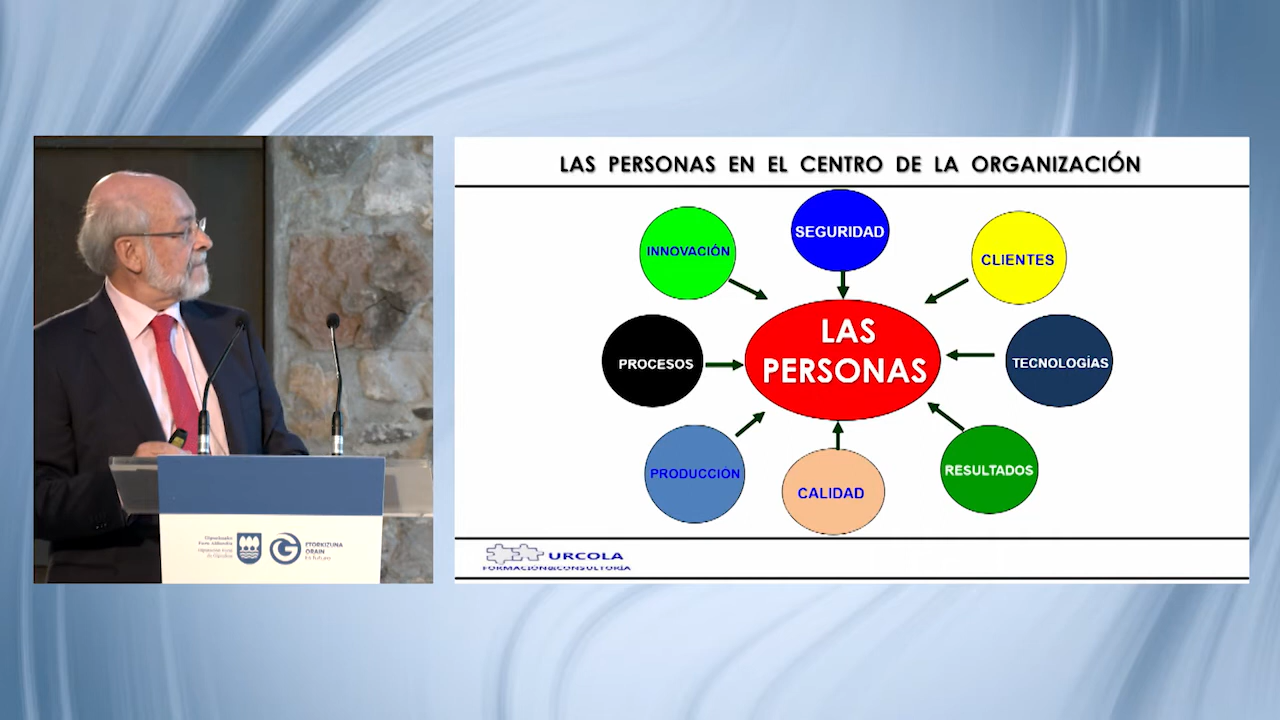 LAS PERSONAS EN EL CENTRO DE LA ORGANIZACIÓN
SEGURIDAD
INNOVACIÓN
CLIENTES
LAS
PERSONAS
PROCESOS
TECNOLOGÍAS
PRODUCCIÓN
CALIDAD
RESULTADOS
URCOLA
FORMACIÓN&CONSULTORÍA
ETORKIZUNA
ORAIN